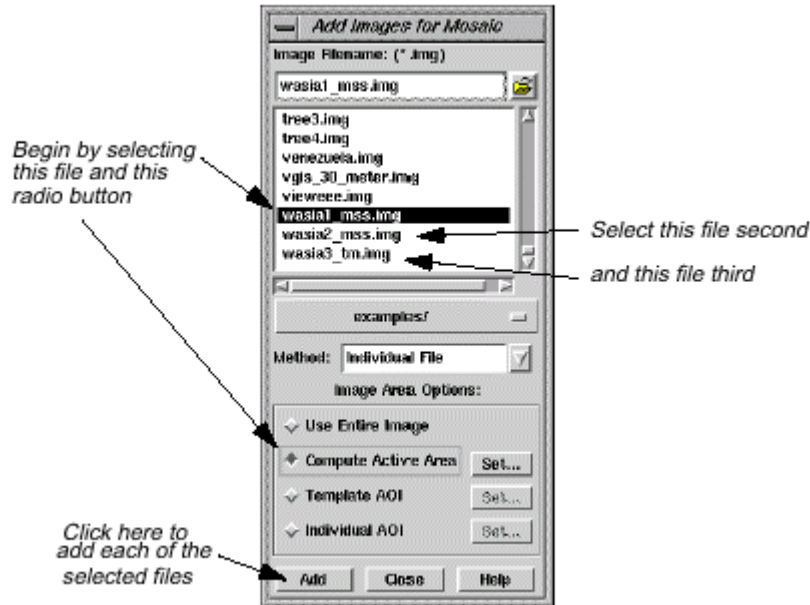 Add Images for Mosaic
Image Filename: (*.img)
wasia1_mss.img
tree3.img
tree4.img
venezuela.img
vgis_30_meter.img
vieweee.img
wasia1_mss.img
wasia2_mss.img
wasia3_tm.img
Begin by selecting
this file and this
radio button
Select this file second
and this file third
examples/
Method: Individual File
Image Area Options:
Use Entire Image
Compute Active Area Set...
Template AOI Set...
Individual AOI Set...
Click here to
add each of the
selected files
Add Close Help